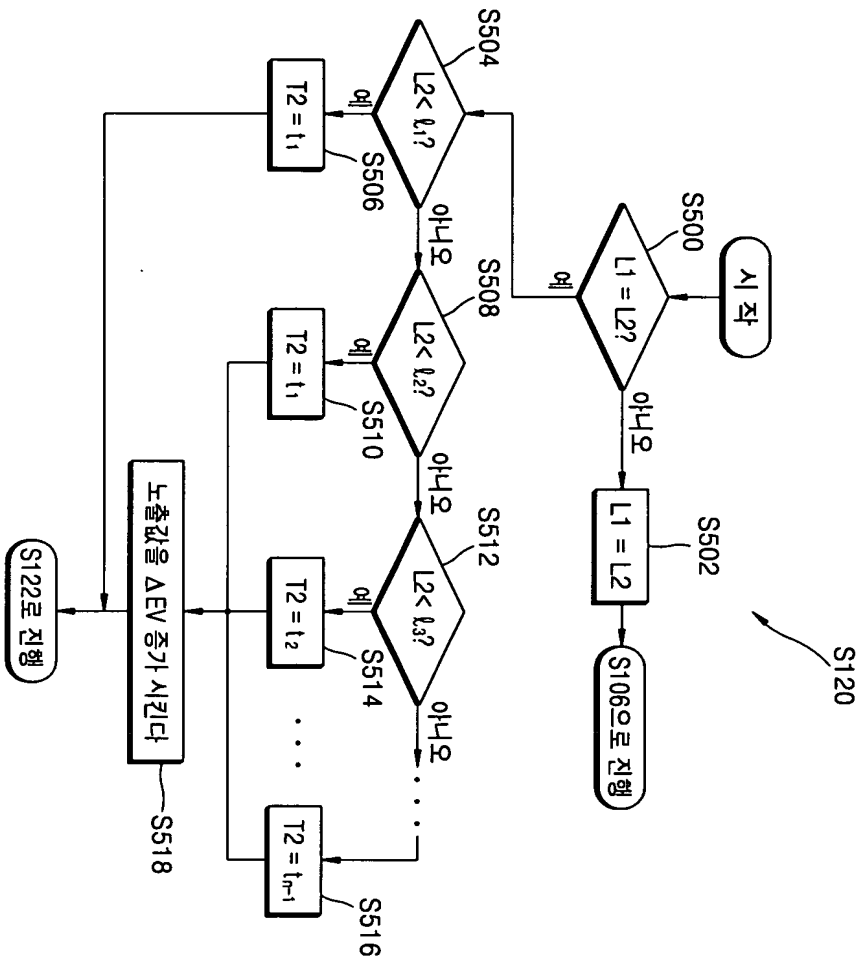 S120
시 작
S500
L1 = L2?
아니오
예
S502
L1 = L2
S106으로 진행
S504
L2< ℓ₁?
아니오
예
S506
T2 = t₁
S508
L2< ℓ₂?
아니오
예
S510
T2 = t₁
S512
L2< ℓ₃?
아니오
예
S514
T2 = t₂
. . .
. . .
S516
T2 = tₙ₋₁
S518
노출값을 ΔEV 증가 시킨다
S122로 진행